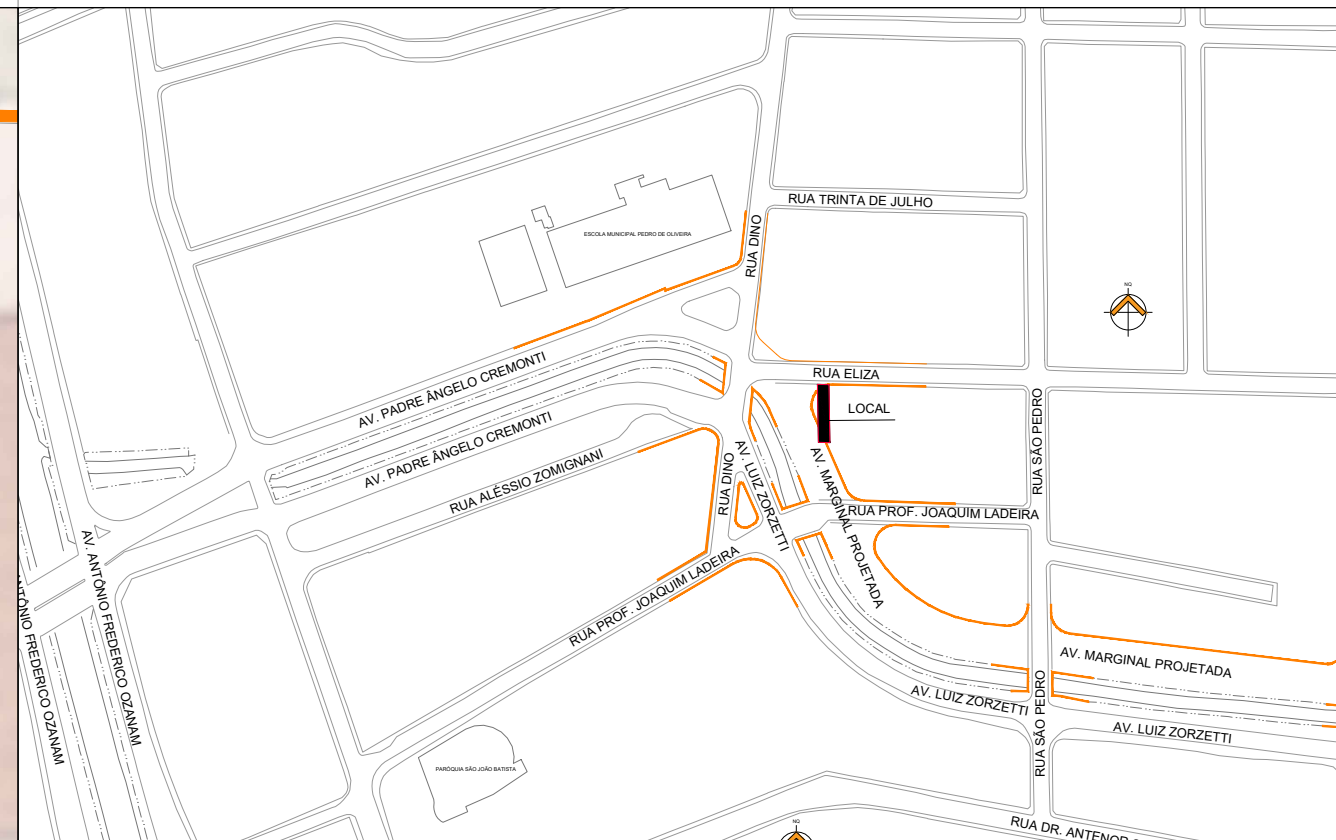 RUA TRINTA DE JULHO
RUA DINO
ESCOLA MUNICIPAL PEDRO DE OLIVEIRA
NQ
AV. PADRE ÂNGELO CREMONTI
RUA ELIZA
LOCAL
AV. PADRE ÂNGELO CREMONTI
RUA SÃO PEDRO
RUA ALÉSSIO ZOMIGNANI
RUA DINO
AV. LUIZ ZORZETTI
AV. MARGINAL PROJETADA
RUA PROF. JOAQUIM LADEIRA
AV. ANTÔNIO FREDERICO OZANAM
ANTÔNIO FREDERICO OZANAM
RUA PROF. JOAQUIM LADEIRA
AV. MARGINAL PROJETADA
AV. LUIZ ZORZETTI
RUA SÃO PEDRO
AV. LUIZ ZORZETTI
PARÓQUIA SÃO JOÃO BATISTA
NQ
RUA DR. ANTENOR